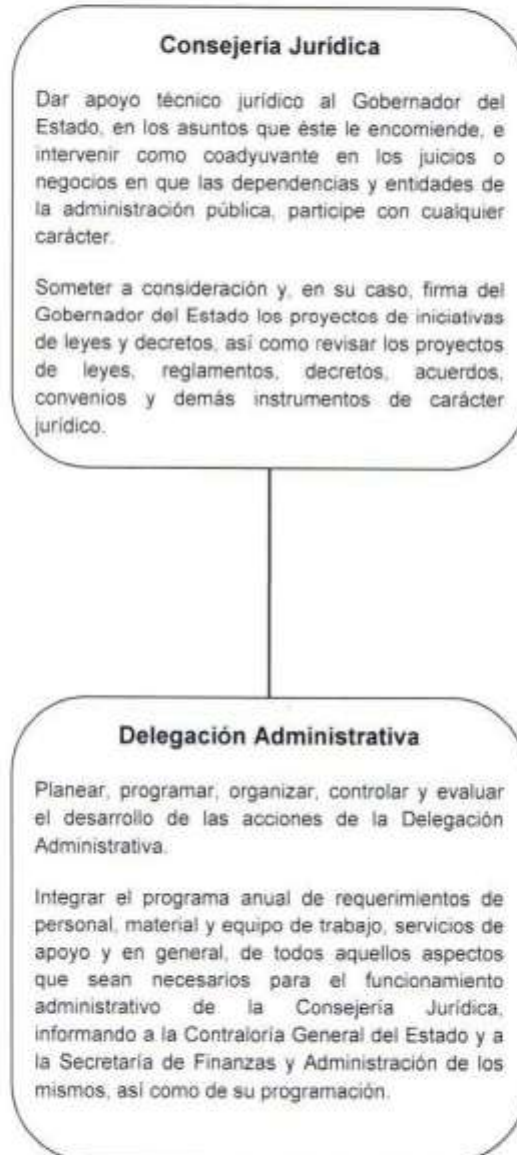 Consejería Jurídica
Dar apoyo técnico jurídico al Gobernador del
Estado, en los asuntos que éste le encomiende, e
intervenir como coadyuvante en los juicios o
negocios en que las dependencias y entidades de
la administración pública, participe con cualquier
carácter.
Someter a consideración y, en su caso, firma del
Gobernador del Estado los proyectos de iniciativas
de leyes y decretos, así como revisar los proyectos
de leyes, reglamentos, decretos, acuerdos,
convenios y demás instrumentos de carácter
jurídico.
Delegación Administrativa
Planear, programar, organizar, controlar y evaluar
el desarrollo de las acciones de la Delegación
Administrativa.
Integrar el programa anual de requerimientos de
personal, material y equipo de trabajo, servicios de
apoyo y en general, de todos aquellos aspectos
que sean necesarios para el funcionamiento
administrativo de la Consejería Jurídica,
informando a la Contraloría General del Estado y a
la Secretaría de Finanzas y Administración de los
mismos, así como de su programación.